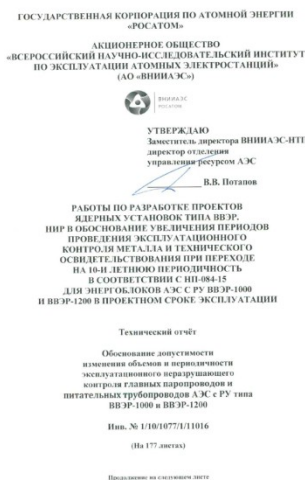 ГОСУДАРСТВЕННАЯ КОРПОРАЦИЯ ПО АТОМНОЙ ЭНЕРГИИ
«РОСАТОМ»
АКЦИОНЕРНОЕ ОБЩЕСТВО
«ВСЕРОССИЙСКИЙ НАУЧНО-ИССЛЕДОВАТЕЛЬСКИЙ ИНСТИТУТ
ПО ЭКСПЛУАТАЦИИ АТОМНЫХ ЭЛЕКТРОСТАНЦИЙ»
(АО «ВНИИАЭС»)
ВНИИАЭС
РОСАТОМ
УТВЕРЖДАЮ
Заместитель директора ВНИИАЭС-НТП
директор отделения
управления ресурсом АЭС
В.В. Потапов
РАБОТЫ ПО РАЗРАБОТКЕ ПРОЕКТОВ
ЯДЕРНЫХ УСТАНОВОК ТИПА ВВЭР.
НИР В ОБОСНОВАНИЕ УВЕЛИЧЕНИЯ ПЕРИОДОВ
ПРОВЕДЕНИЯ ЭКСПЛУАТАЦИОННОГО
КОНТРОЛЯ МЕТАЛЛА И ТЕХНИЧЕСКОГО
ОСВИДЕТЕЛЬСТВОВАНИЯ ПРИ ПЕРЕХОДЕ
НА 10-И ЛЕТНЮЮ ПЕРИОДИЧНОСТЬ
В СООТВЕТСТВИИ С НП-084-15
ДЛЯ ЭНЕРГОБЛОКОВ АЭС С РУ ВВЭР-1000
И ВВЭР-1200 В ПРОЕКТНОМ СРОКЕ ЭКСПЛУАТАЦИИ
Технический отчёт
Обоснование допустимости
изменения объемов и периодичности
эксплуатационного неразрушающего
контроля главных паропроводов и
питательных трубопроводов АЭС с РУ типа
ВВЭР-1000 и ВВЭР-1200
Инв. № 1/10/1077/1/11016
(На 177 листах)
Продолжение на следующем листе